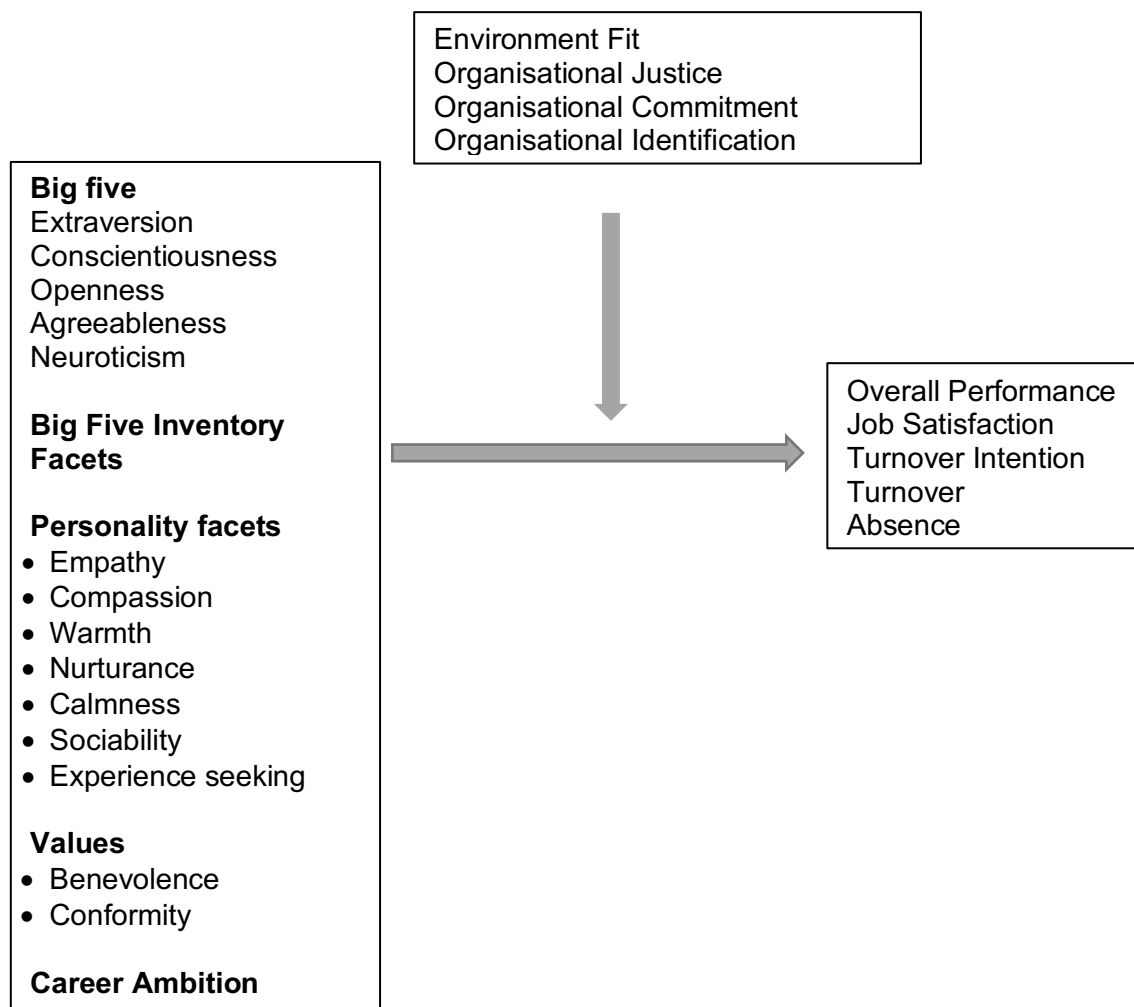 Environment Fit
Organisational Justice
Organisational Commitment
Organisational Identification
Big five
Extraversion
Conscientiousness
Openness
Agreeableness
Neuroticism
Big Five Inventory
Facets
Personality facets
• Empathy
• Compassion
• Warmth
• Nurturance
• Calmness
• Sociability
• Experience seeking
Values
• Benevolence
• Conformity
Career Ambition
Overall Performance
Job Satisfaction
Turnover Intention
Turnover
Absence